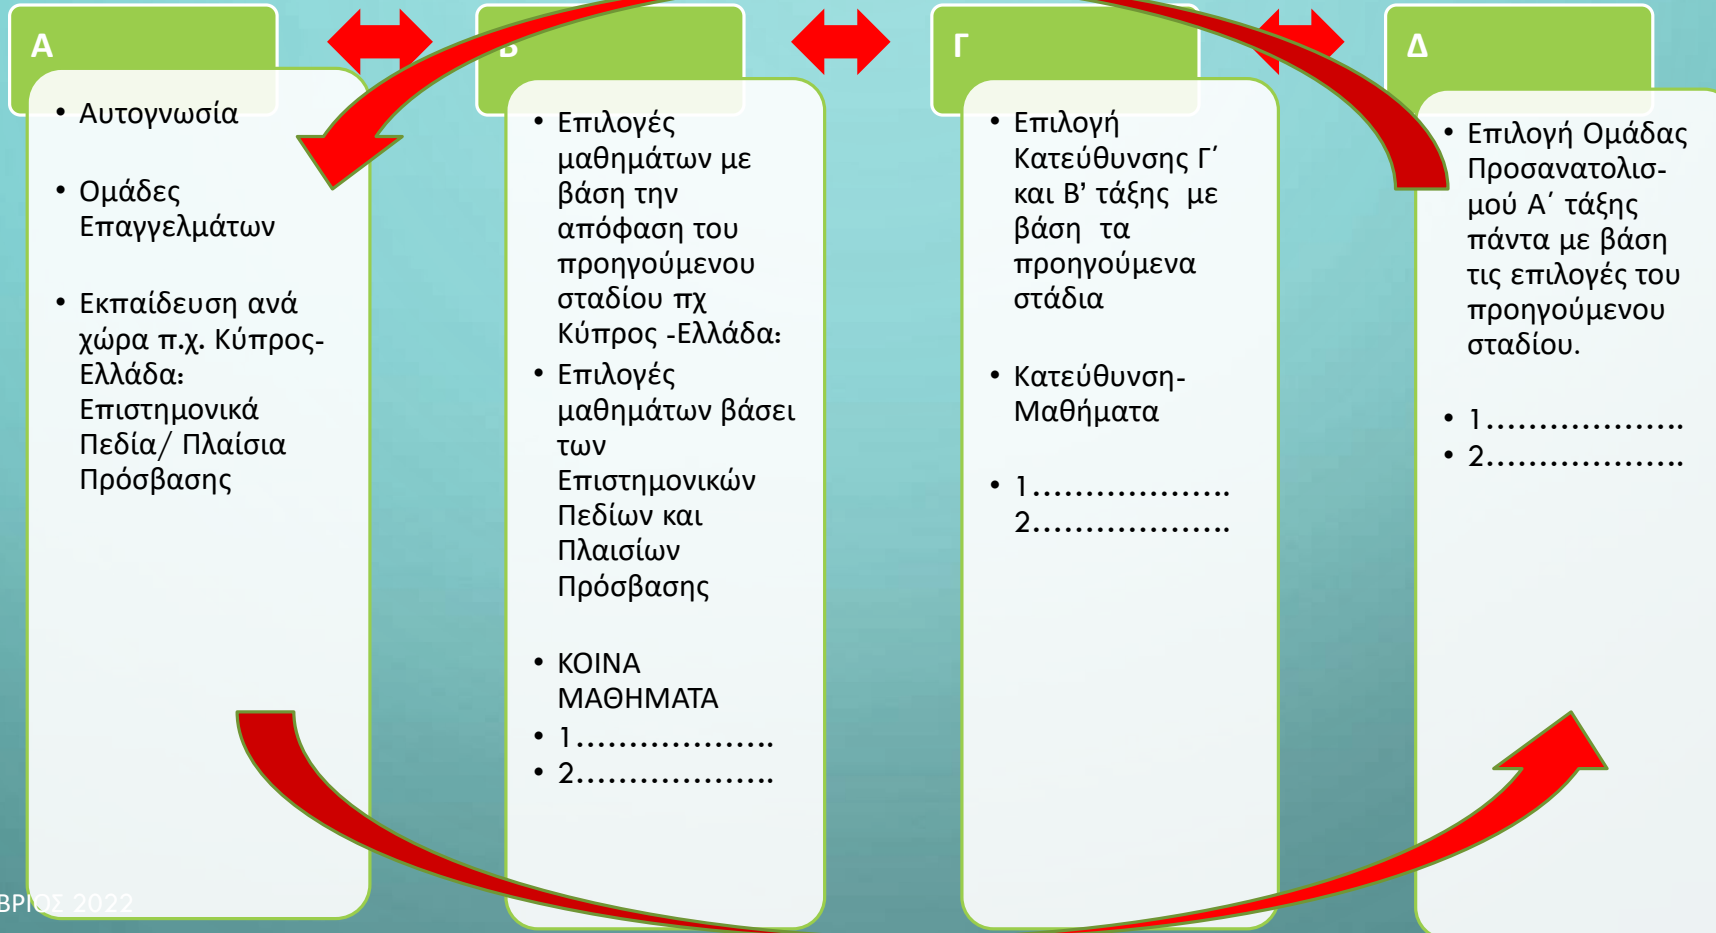 Α
• Αυτογνωσία
• Ομάδες
Επαγγελμάτων
• Εκπαίδευση ανά
χώρα π.χ. Κύπρος-
Ελλάδα:
Επιστημονικά
Πεδία/ Πλαίσια
Πρόσβασης
Β
• Επιλογές
μαθημάτων με
βάση την
απόφαση του
προηγούμενου
σταδίου πχ
Κύπρος -Ελλάδα:
• Επιλογές
μαθημάτων βάσει
των
Επιστημονικών
Πεδίων και
Πλαισίων
Πρόσβασης
• ΚΟΙΝΑ
ΜΑΘΗΜΑΤΑ
• 1...................
• 2...................
Γ
• Επιλογή
Κατεύθυνσης Γ΄
και Β’ τάξης με
βάση τα
προηγούμενα
στάδια
• Κατεύθυνση-
Μαθήματα
• 1...................
2...................
Δ
• Επιλογή Ομάδας
Προσανατολισ-
μού Α΄ τάξης
πάντα με βάση
τις επιλογές του
προηγούμενου
σταδίου.
• 1...................
• 2...................
ΒΡΙΟΣ 2022